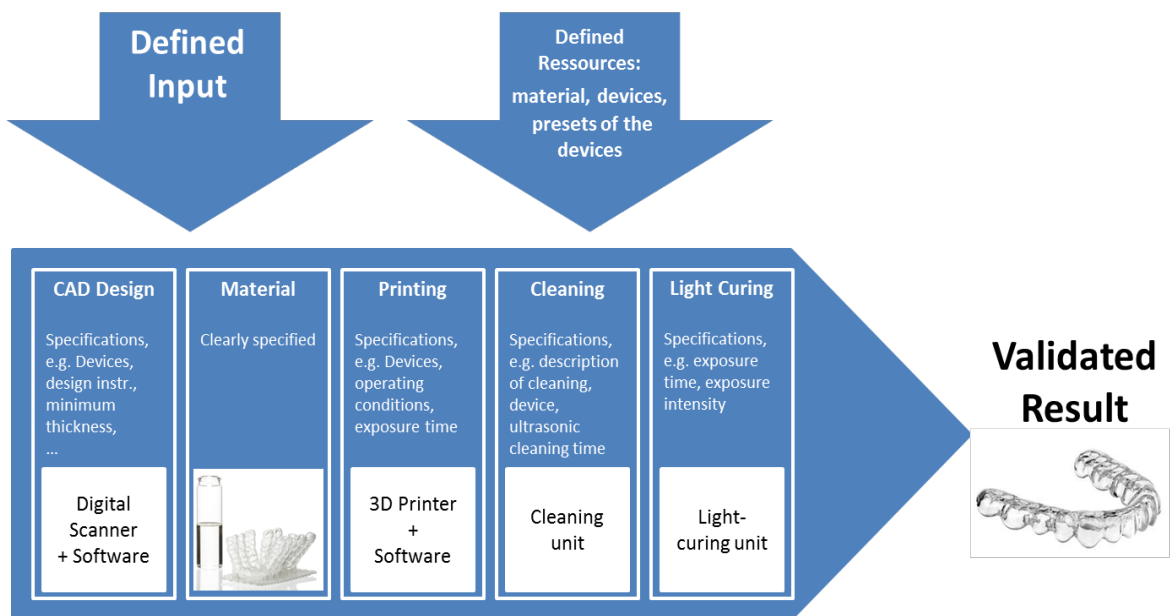 Defined
Input
Defined
Ressources:
material, devices,
presets of the
devices
CAD Design
Specifications,
e.g. Devices,
design instr.,
minimum
thickness,
...
Digital
Scanner
+ Software
Material
Clearly specified
Printing
Specifications,
e.g. Devices,
operating
conditions,
exposure time
3D Printer
+
Software
Cleaning
Specifications,
e.g. description
of cleaning,
device,
ultrasonic
cleaning time
Cleaning
unit
Light Curing
Specifications,
e.g. exposure
time, exposure
intensity
Light-
curing unit
Validated
Result